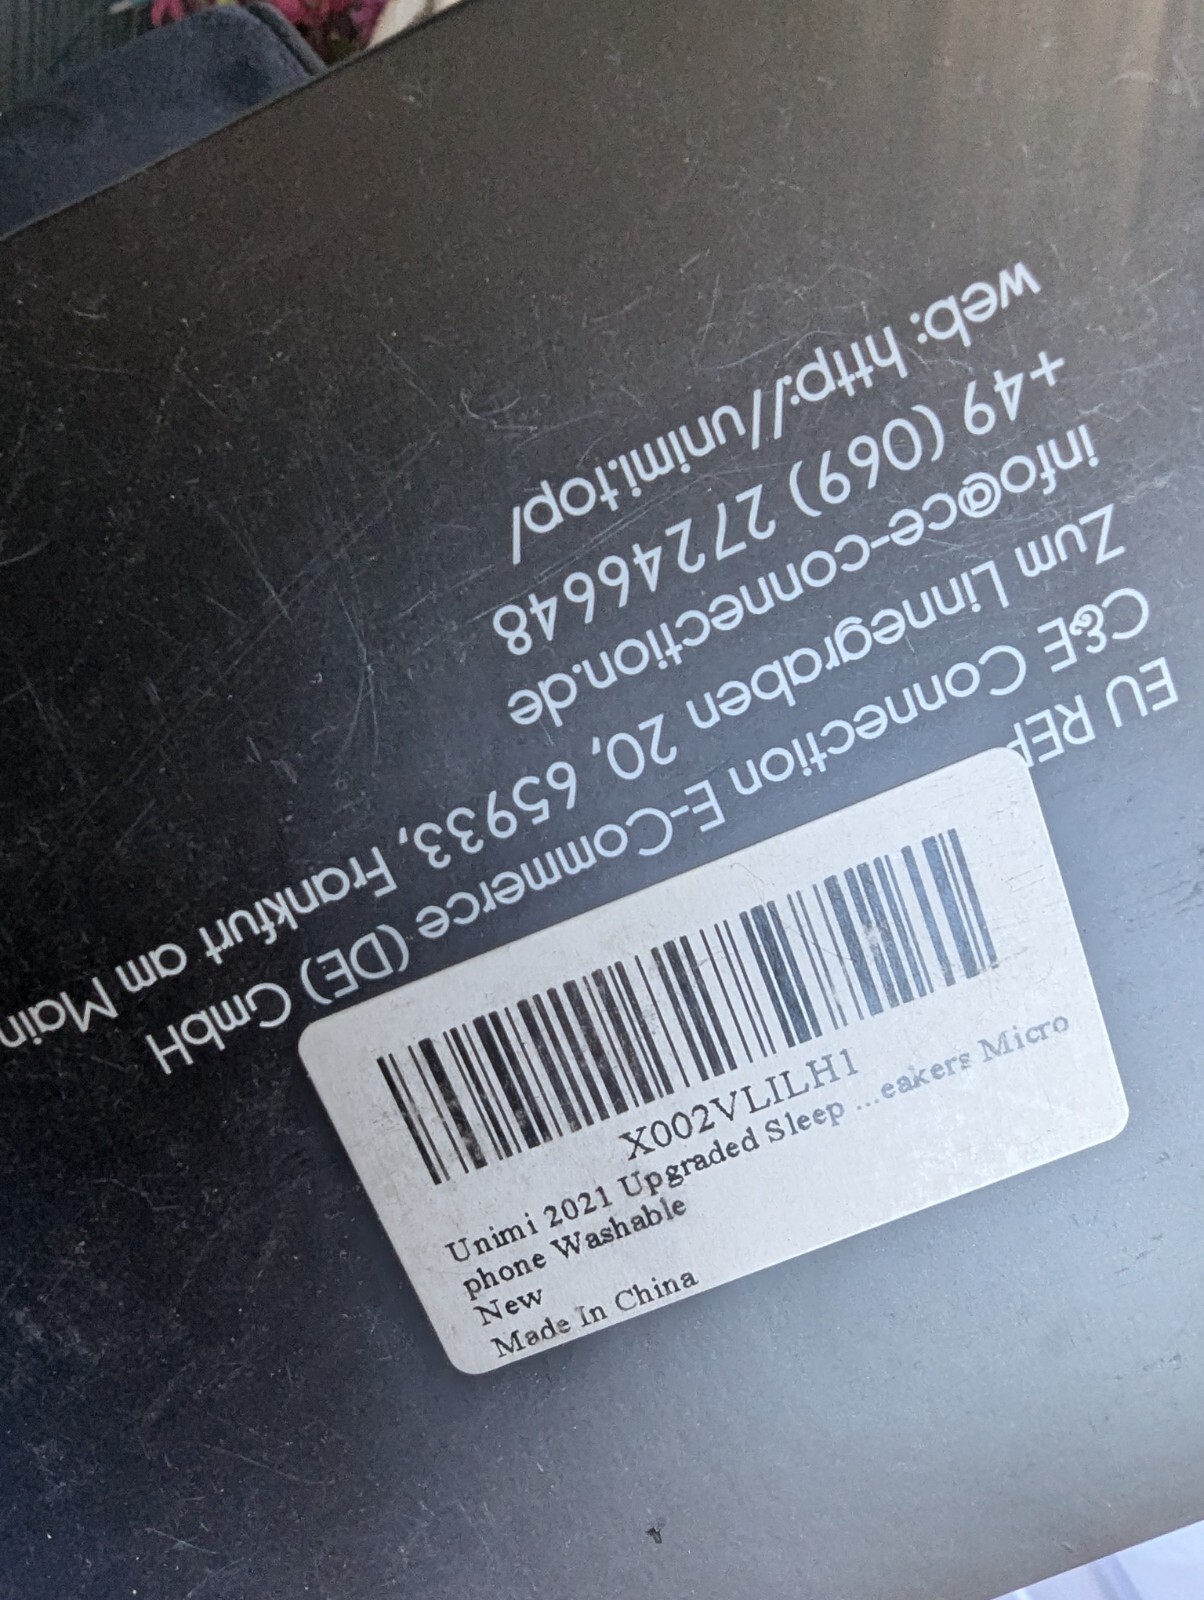 EU REP
C&E Connection E-Commerce (DE) GmbH
Zum Linnegraben 20, 65933, Frankfurt am Main
info@ce-connection.de
+49 (069) 27246648
web: http://unimi.top/
X002VLILH1
Unimi 2021 Upgraded Sleep ...eakers Micro
phone Washable
New
Made In China